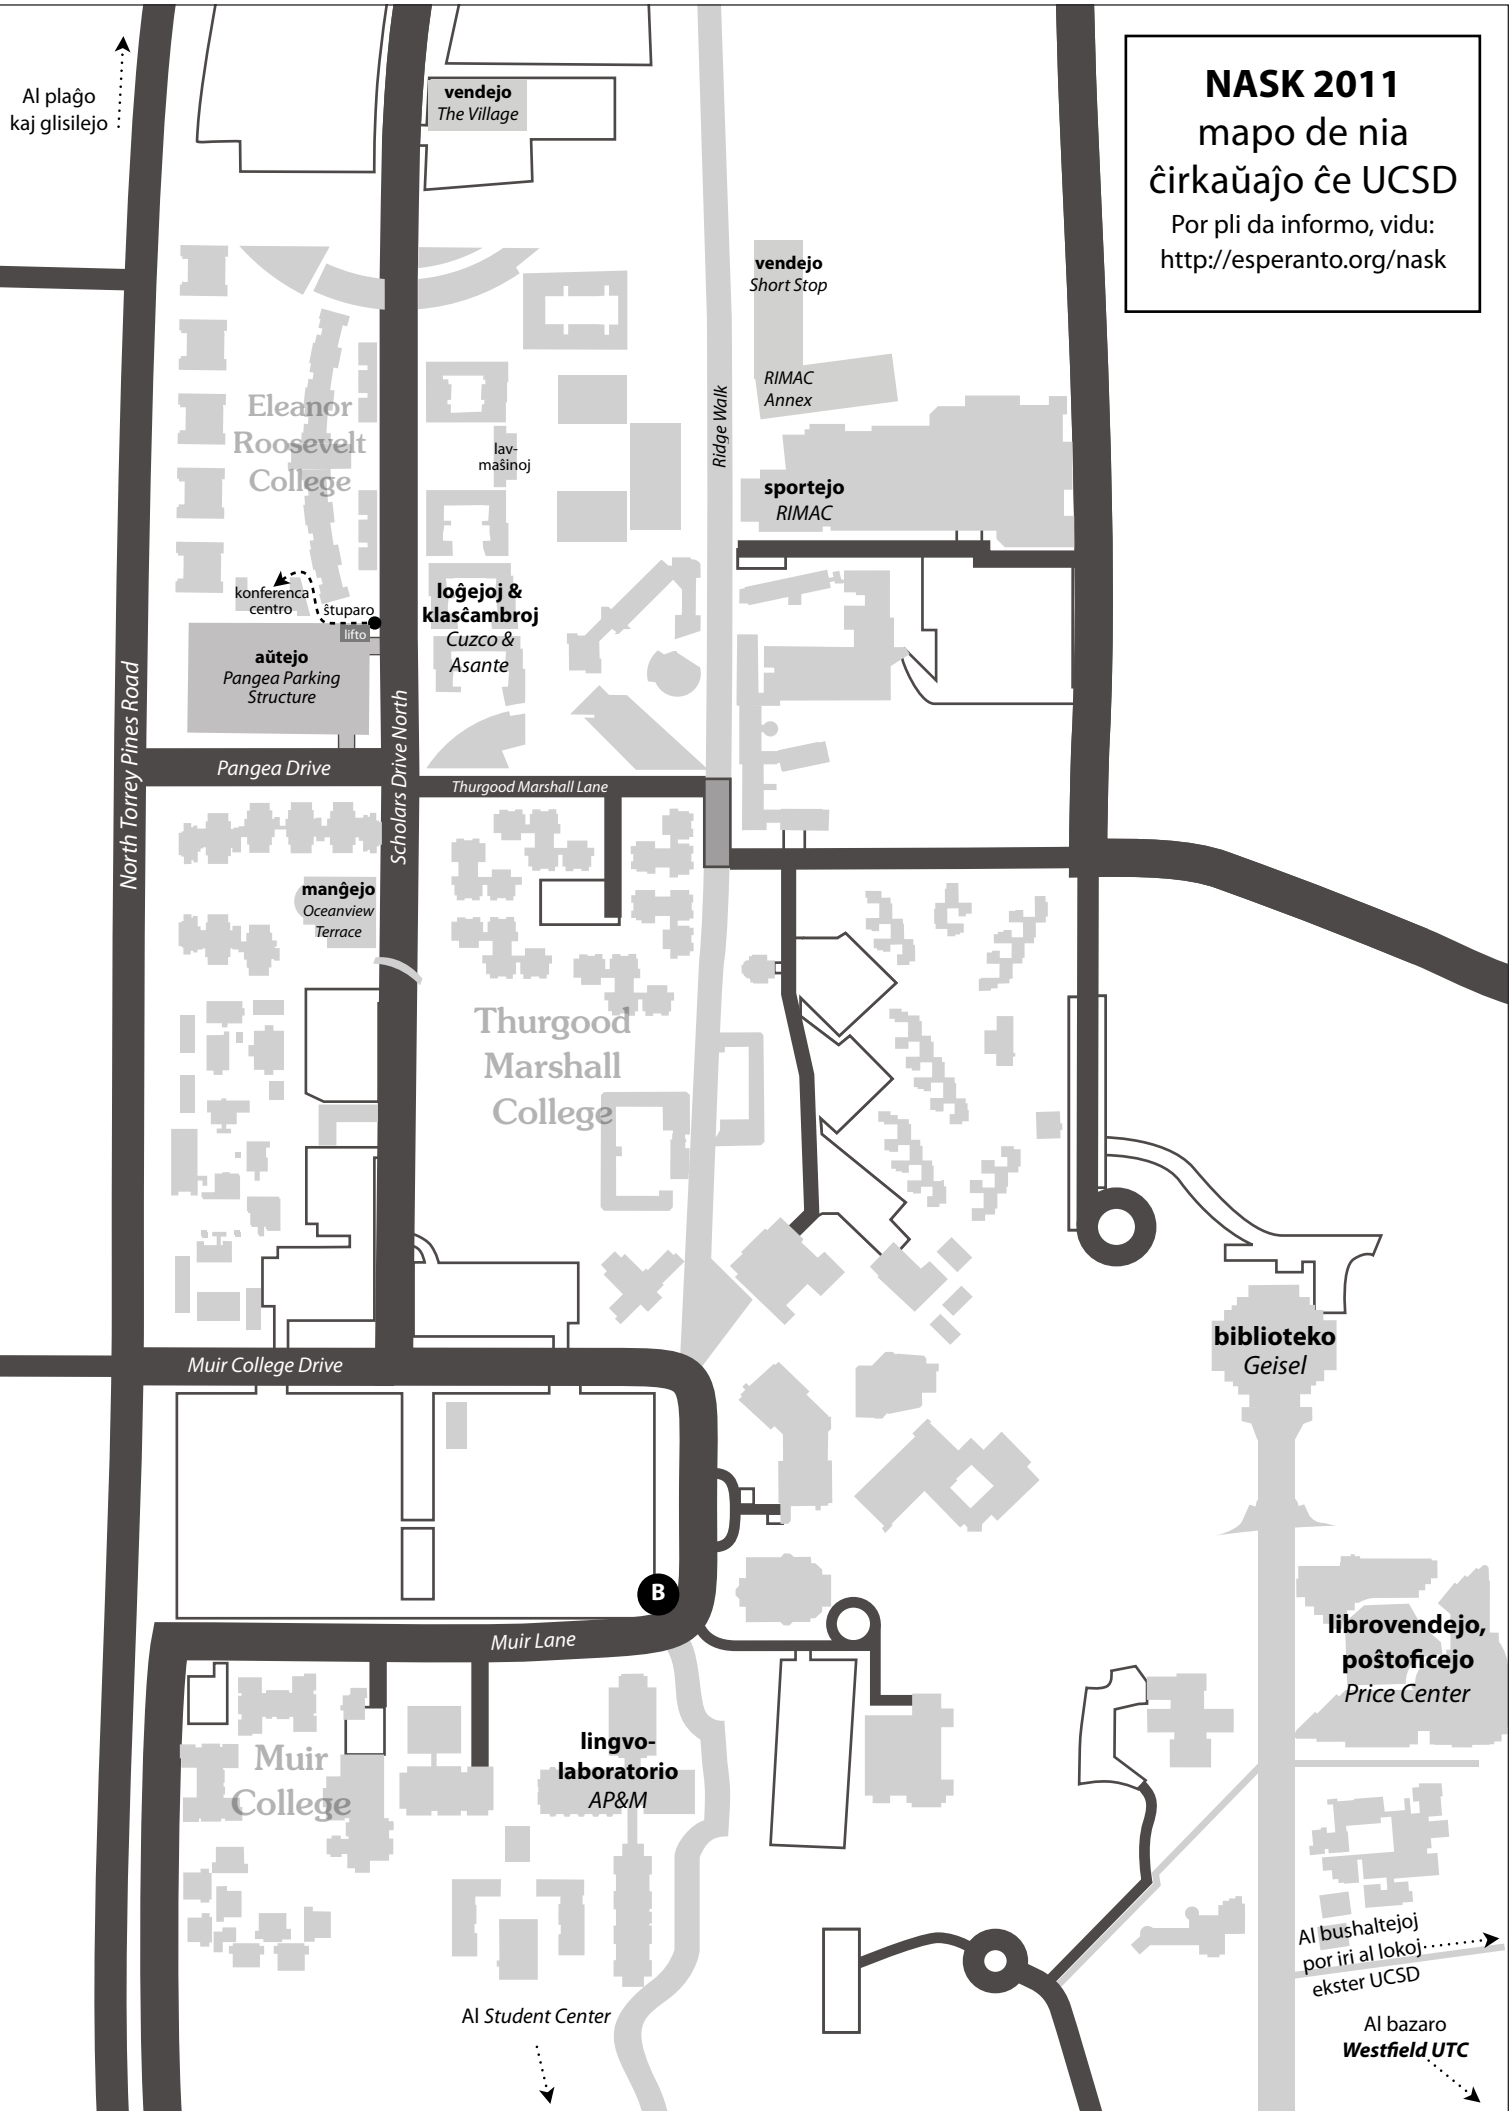 Al plaĝo
kaj glisilejo
vendejo
The Village
NASK 2011
mapo de nia
ĉirkaŭaĵo ĉe UCSD
Por pli da informo, vidu:
http://esperanto.org/nask
vendejo
Short Stop
RIMAC
Annex
Ridge Walk
Eleanor
Roosevelt
College
lav-
maŝinoj
sportejo
RIMAC
konferenca
centro
ŝtuparo
lifto
loĝejoj &
klasĉambroj
Cuzco &
Asante
aŭtejo
Pangea Parking
Structure
North Torrey Pines Road
Scholars Drive North
Pangea Drive
Thurgood Marshall Lane
manĝejo
Oceanview
Terrace
Thurgood
Marshall
College
biblioteko
Geisel
Muir College Drive
B
Muir Lane
librovendejo,
poŝtoficejo
Price Center
Muir
College
lingvo-
laboratorio
AP&M
Al bushaltejoj
por iri al lokoj
ekster UCSD
Al Student Center
Al bazaro
Westfield UTC